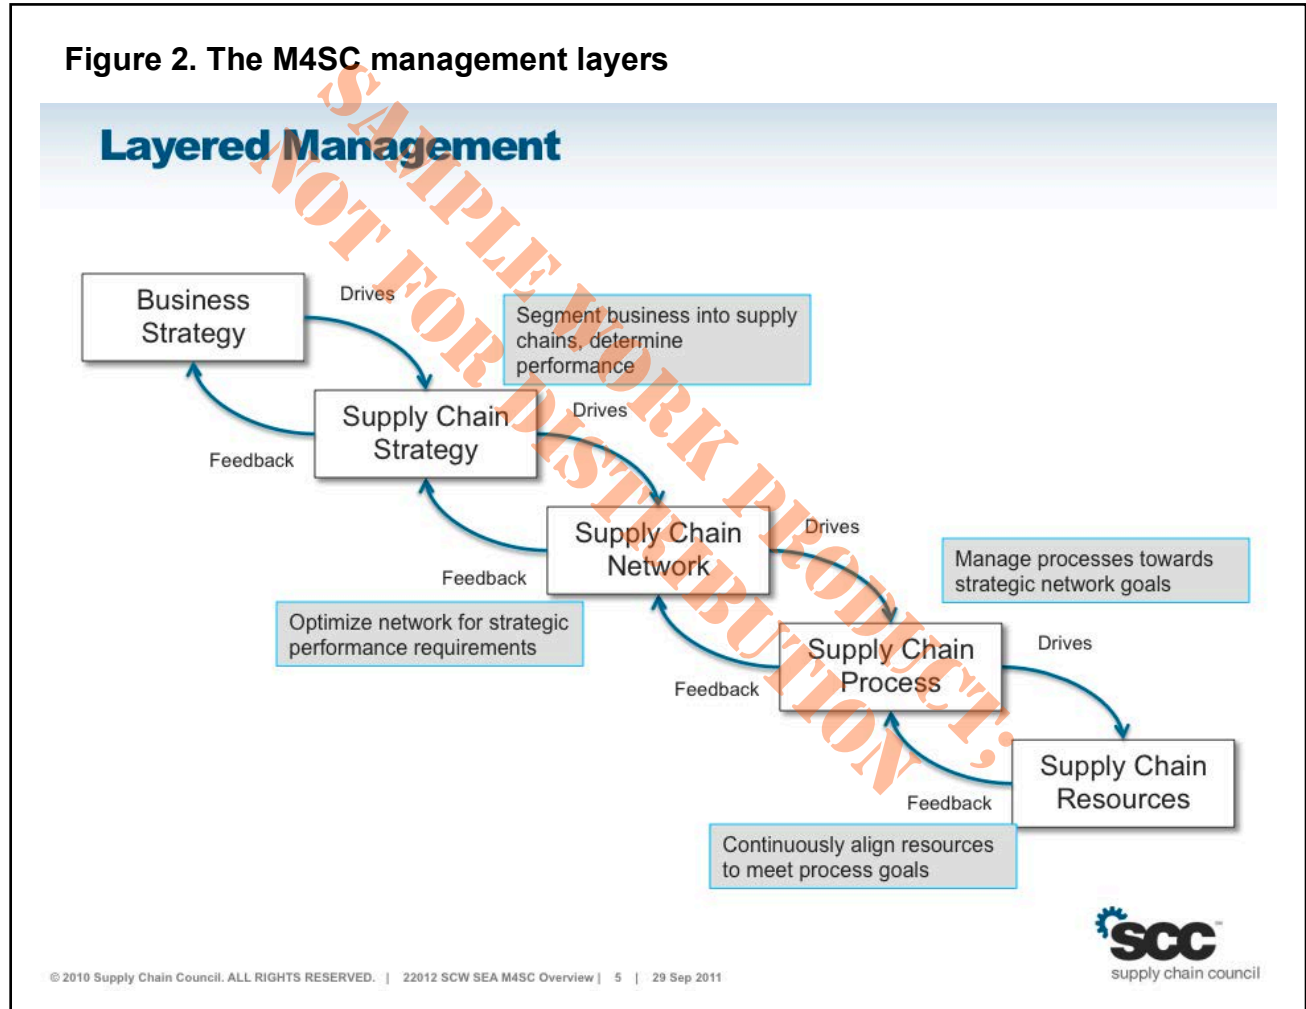 Figure 2. The M4SC management layers
Layered Management
SAMPLE WORK PRODUCT;
NOT FOR DISTRIBUTION
Business
Strategy
Drives
Segment business into supply
chains, determine
performance
Supply Chain
Strategy
Drives
Feedback
Supply Chain
Network
Drives
Feedback
Manage processes towards
strategic network goals
Optimize network for strategic
performance requirements
Supply Chain
Process
Drives
Feedback
Supply Chain
Resources
Feedback
Continuously align resources
to meet process goals
SCC℠
supply chain council
© 2010 Supply Chain Council. ALL RIGHTS RESERVED. | 22012 SCW SEA M4SC Overview | 5 | 29 Sep 2011